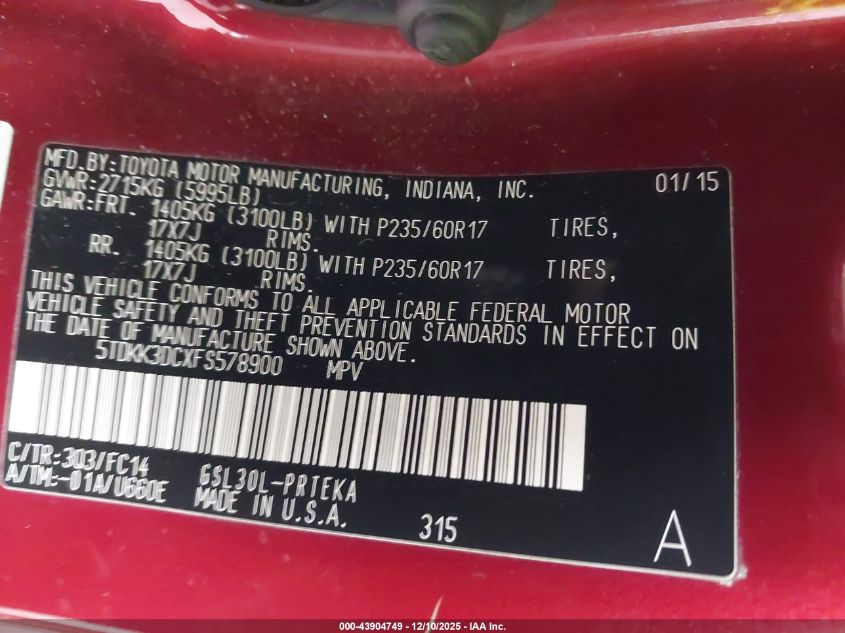 MFD.BY:TOYOTA MOTOR MANUFACTURING, INDIANA, INC. 01/15
GVWR:2715KG (5995LB)
GAWR:FRT. 1405KG (3100LB) WITH P235/60R17 TIRES,
17X7J RIMS.
RR. 1405KG (3100LB) WITH P235/60R17 TIRES,
17X7J RIMS.
THIS VEHICLE CONFORMS TO ALL APPLICABLE FEDERAL MOTOR
VEHICLE SAFETY AND THEFT PREVENTION STANDARDS IN EFFECT ON
THE DATE OF MANUFACTURE SHOWN ABOVE.
5TDKK3DCXFS578900 MPV
C/TR:303/FC14
A/TM:-01A/U660E
GSL30L-PRTEKA
MADE IN U.S.A.
315
A
000-43904749 - 12/10/2025 - IAA Inc.